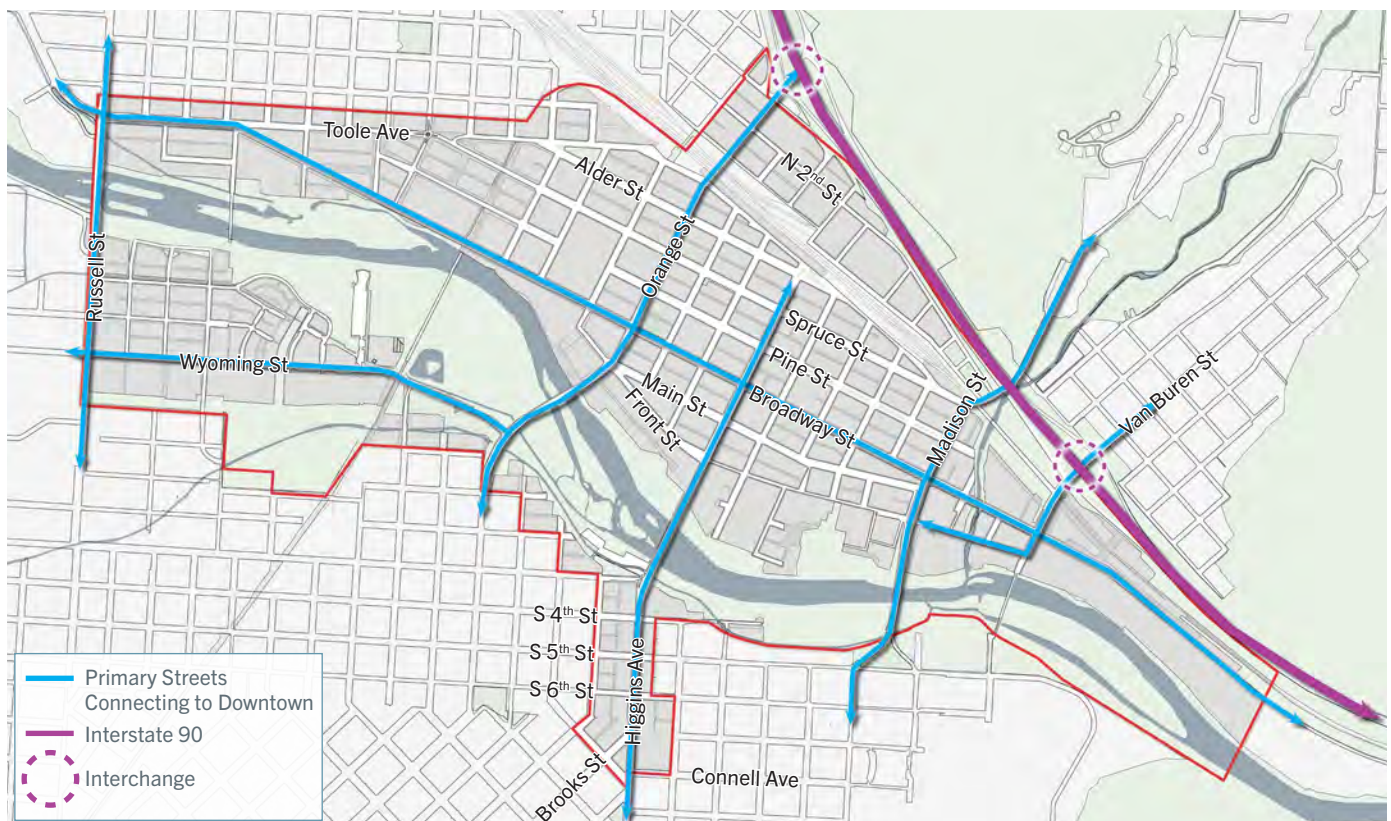 Toole Ave
Alder St
N 2nd St
Orange St
Russell St
Wyoming St
Spruce St
Pine St
Main St
Front St
Broadway St
Madison St
Van Buren St
S 4th St
S 5th St
S 6th St
Higgins Ave
Brooks St
Connell Ave
Primary Streets
Connecting to Downtown
Interstate 90
Interchange